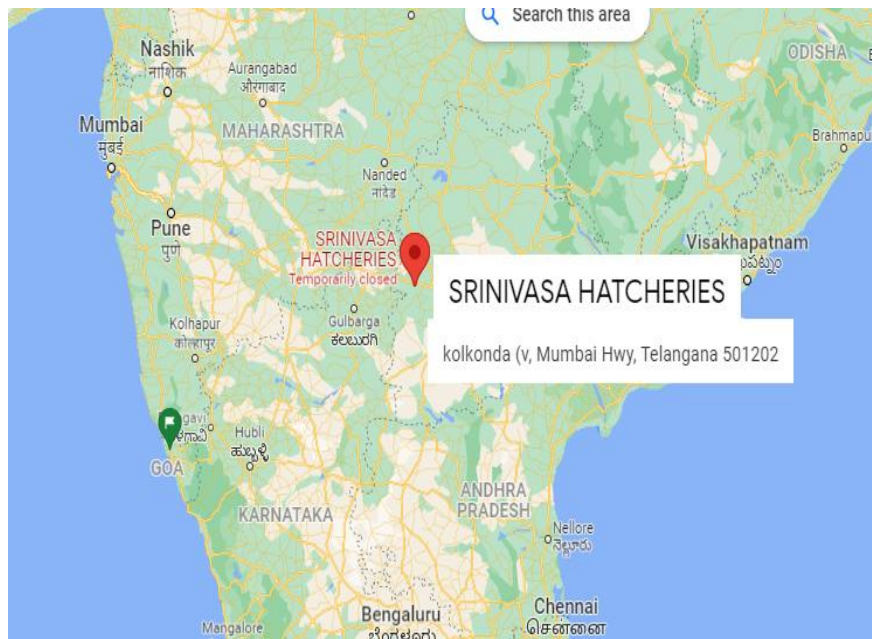 Search this area
Nashik
नाशिक
Aurangabad
औरंगाबाद
ODISHA
Mumbai
मुंबई
MAHARASHTRA
Brahmapu
Nanded
नांदेड
Pune
पुणे
SRINIVASA
HATCHERIES
Temporarily closed
Visakhapatnam
SRINIVASA HATCHERIES
kolkonda (v, Mumbai Hwy, Telangana 501202
Gulbarga
ಕಲಬುರಗಿ
Kolhapur
कोल्हापूर
Hubli
ಹುಬ್ಬಳ್ಳಿ
GOA
KARNATAKA
ANDHRA
PRADESH
Nellore
నెల్లూరు
Bengaluru
ಬೆಂಗಳೂರು
Chennai
சென்னை
Mangalore